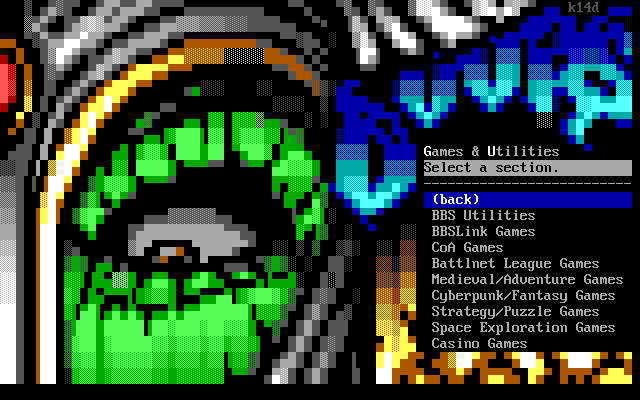 k14d
Games & Utilities
Select a section.
(back)
BBS Utilities
BBSLink Games
CoA Games
Battlnet League Games
Medieval/Adventure Games
Cyberpunk/Fantasy Games
Strategy/Puzzle Games
Space Exploration Games
Casino Games